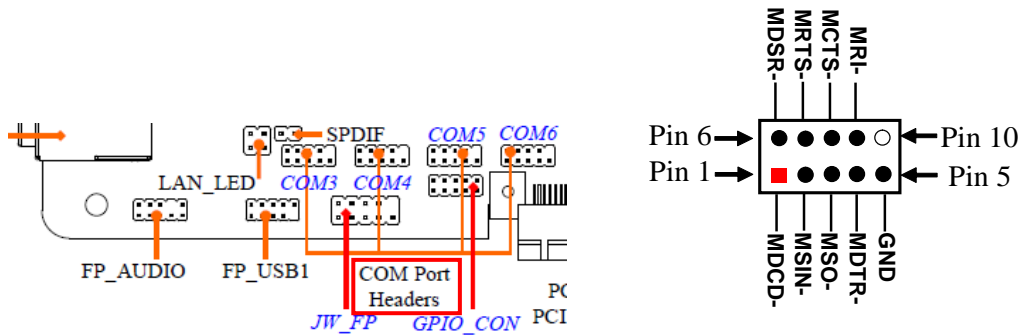 SPDIF
COM5
COM6
LAN_LED
COM3
COM4
FP_AUDIO
FP_USB1
COM Port
Headers
PC
PCI
JW_FP
GPIO_CON
MDSR-
MRTS-
MCTS-
MRI-
Pin 6
Pin 10
Pin 1
Pin 5
MDCD-
MSIN-
MSO-
MDTR-
GND